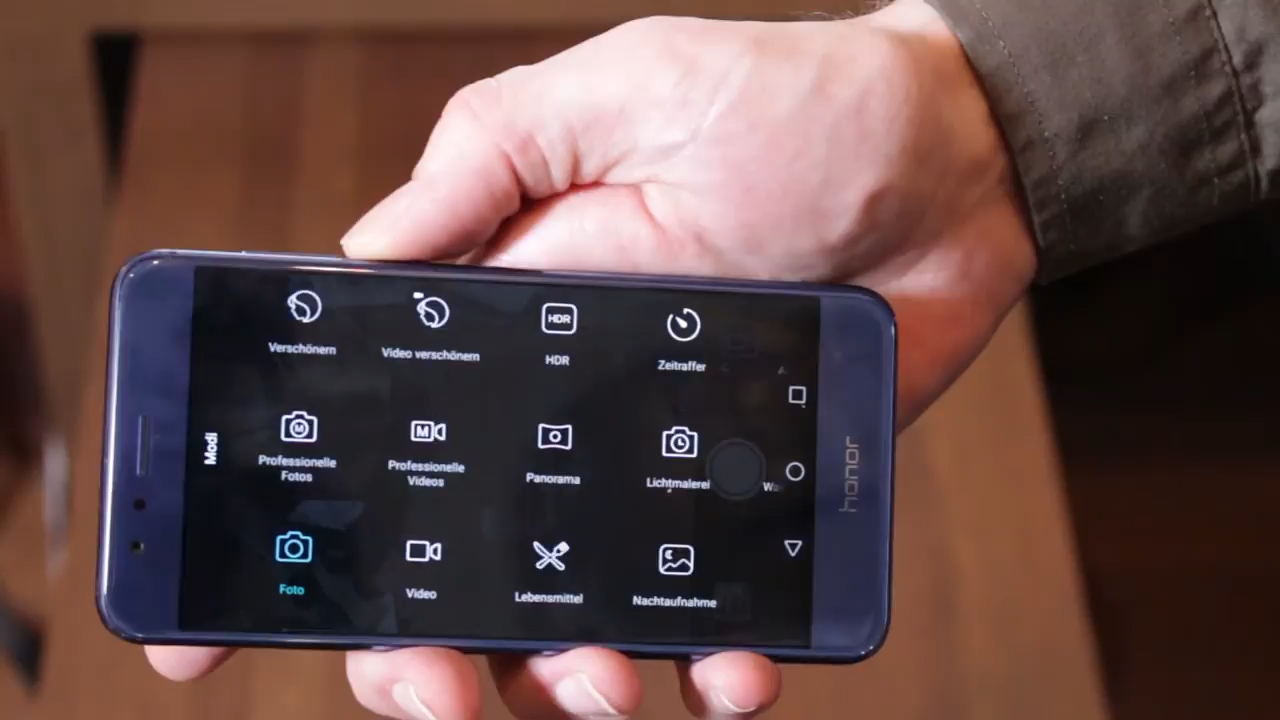 Verschönern
Video verschönern
HDR
HDR
Zeitraffer
Modi
M
Professionelle
Fotos
M
Professionelle
Videos
Panorama
Lichtmalerei
Foto
Video
Lebensmittel
Nachtaufnahme
honor